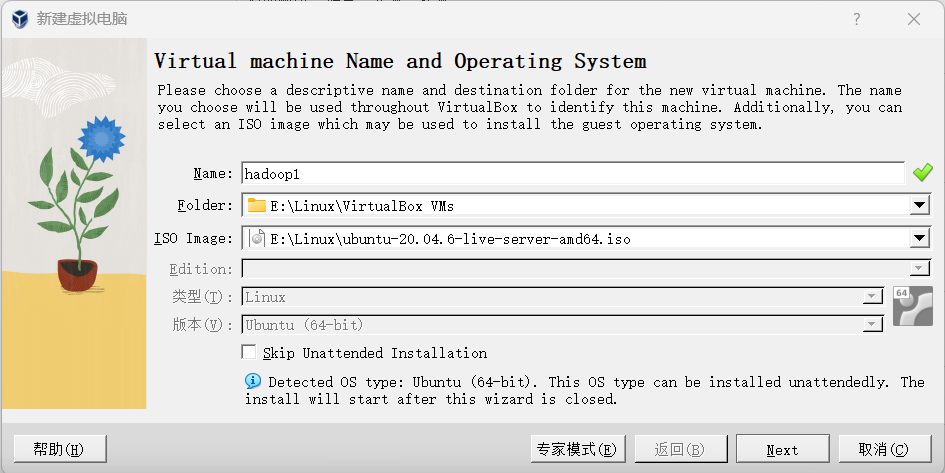 新建虚拟电脑
?
Virtual machine Name and Operating System
Please choose a descriptive name and destination folder for the new virtual machine. The name
you choose will be used throughout VirtualBox to identify this machine. Additionally, you can
select an ISO image which may be used to install the guest operating system.
Name: hadoop1
Folder: E:\Linux\VirtualBox VMs
ISO Image: E:\Linux\ubuntu-20.04.6-live-server-amd64.iso
Edition:
类型(T): Linux
64
版本(V): Ubuntu (64-bit)
Skip Unattended Installation
Detected OS type: Ubuntu (64-bit). This OS type can be installed unattendedly. The
install will start after this wizard is closed.
帮助(H) 专家模式(E) 返回(B) Next 取消(C)